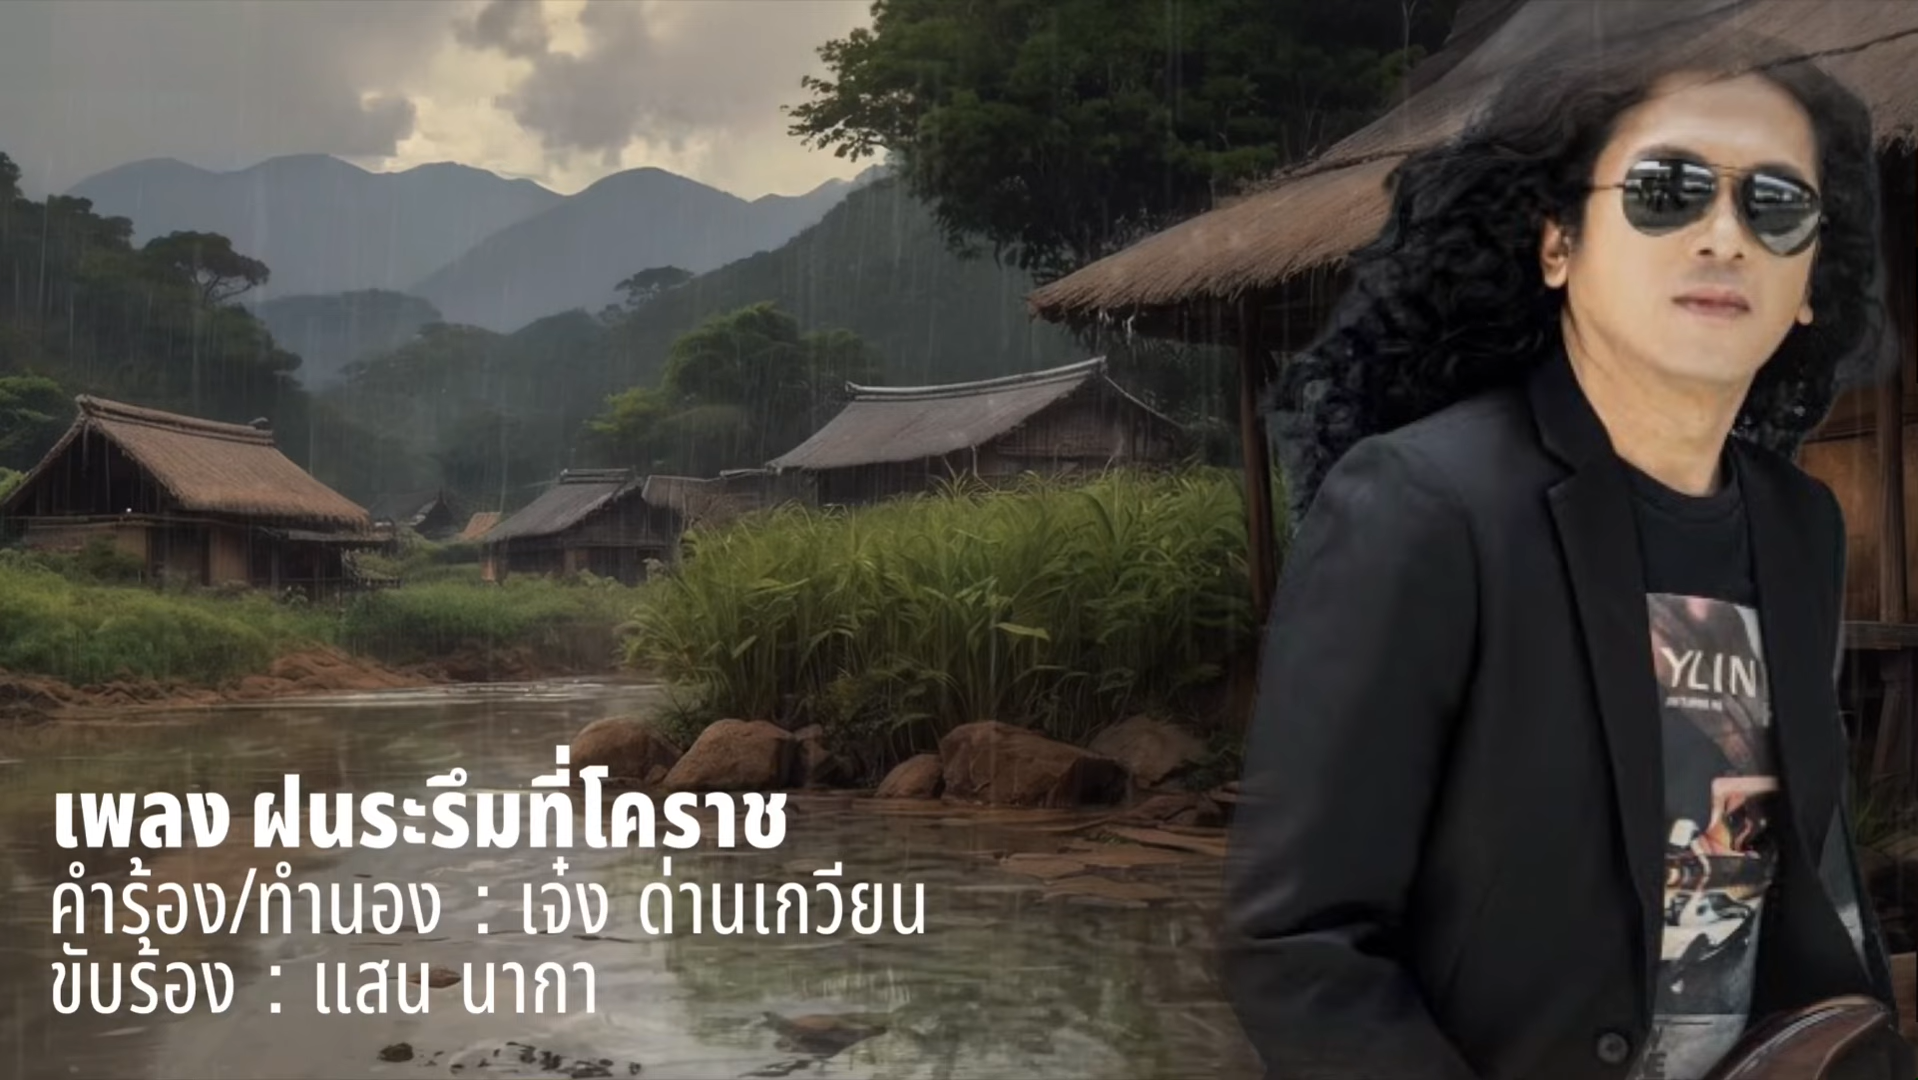 เพลง ฝนระรึมที่โคราช
คำร้อง/ทำนอง : เจ๋ง ด่านเกวียน
ขับร้อง : แสน นากา
YLIN